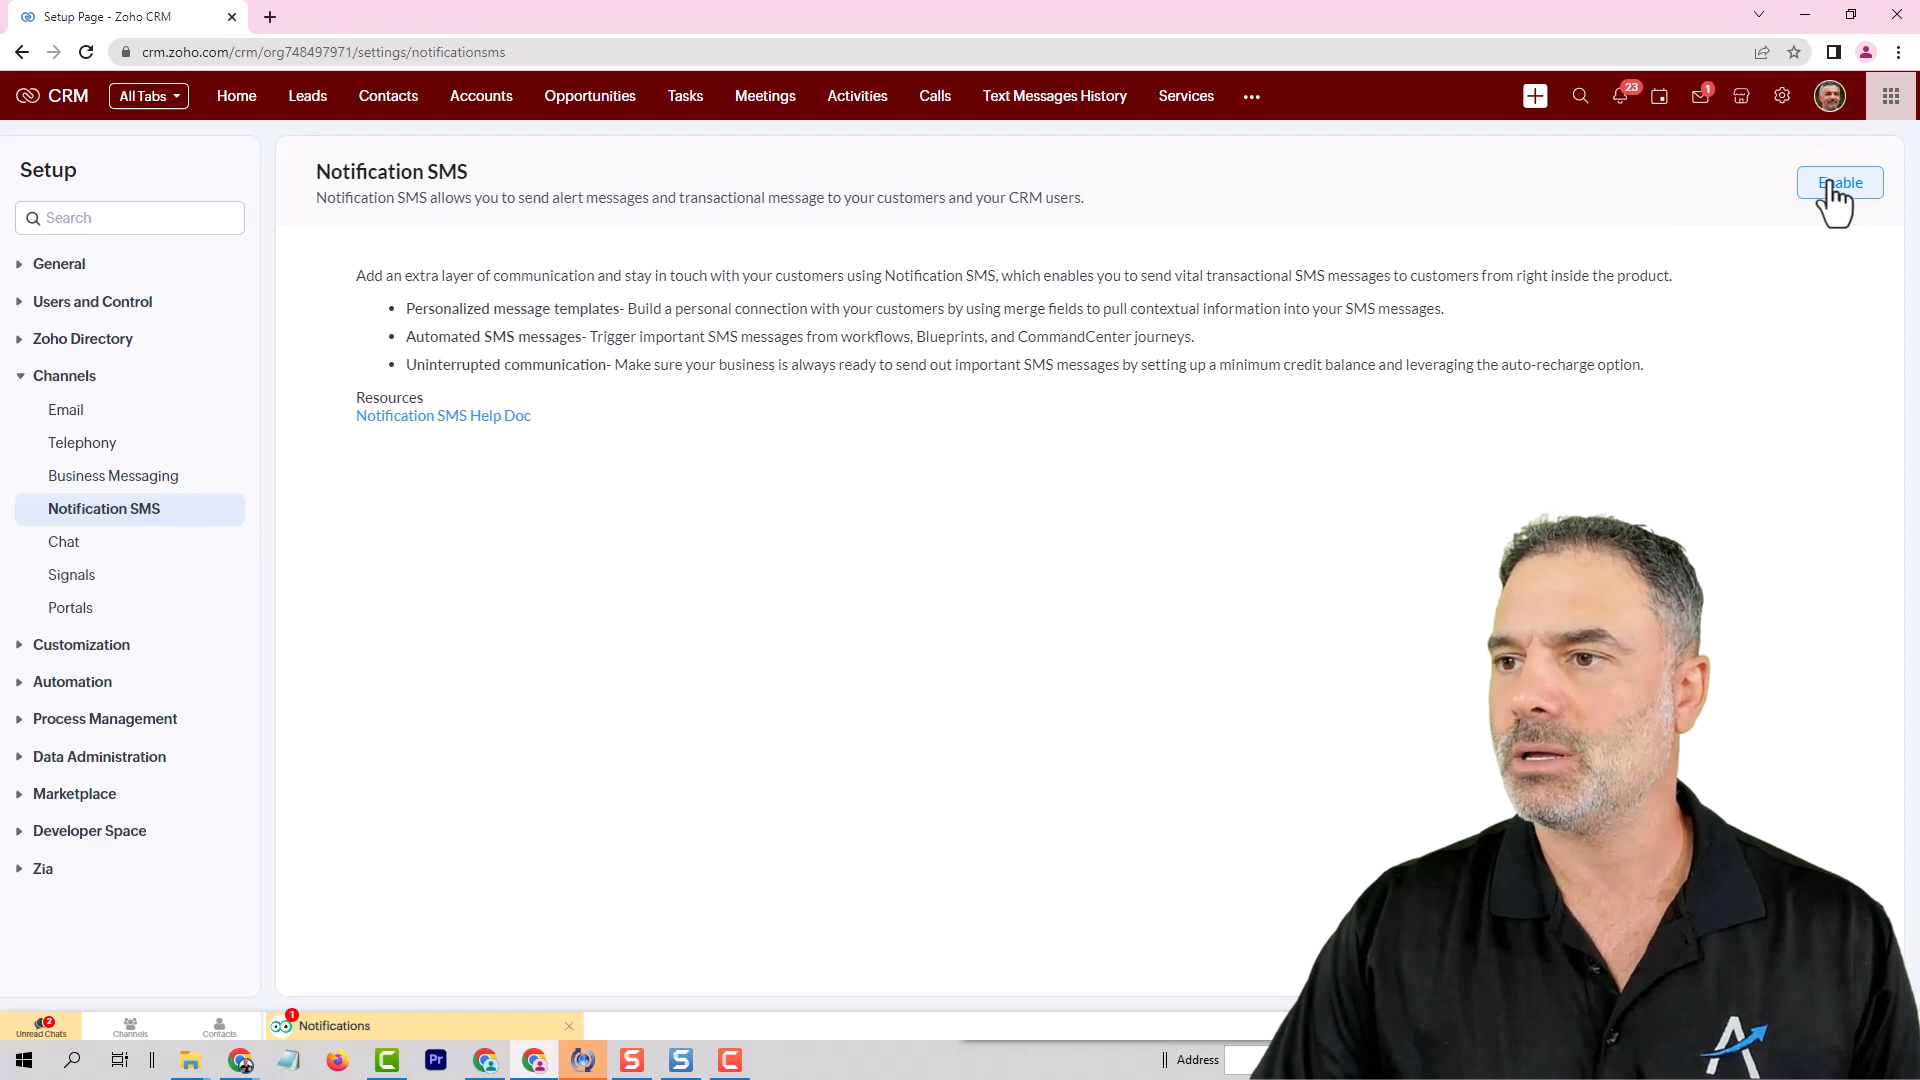 Setup Page - Zoho CRM
crm.zoho.com/crm/org748497971/settings/notificationsms
CRM
All Tabs
Home
Leads
Contacts
Accounts
Opportunities
Tasks
Meetings
Activities
Calls
Text Messages History
Services
23
1
Setup
Search
General
Users and Control
Zoho Directory
Channels
Email
Telephony
Business Messaging
Notification SMS
Chat
Signals
Portals
Customization
Automation
Process Management
Data Administration
Marketplace
Developer Space
Zia
Notification SMS
Notification SMS allows you to send alert messages and transactional message to your customers and your CRM users.
Enable
Add an extra layer of communication and stay in touch with your customers using Notification SMS, which enables you to send vital transactional SMS messages to customers from right inside the product.
Personalized message templates- Build a personal connection with your customers by using merge fields to pull contextual information into your SMS messages.
Automated SMS messages- Trigger important SMS messages from workflows, Blueprints, and CommandCenter journeys.
Uninterrupted communication- Make sure your business is always ready to send out important SMS messages by setting up a minimum credit balance and leveraging the auto-recharge option.
Resources
Notification SMS Help Doc
2
Unread Chats
Channels
Contacts
1
Notifications
Pr
Address